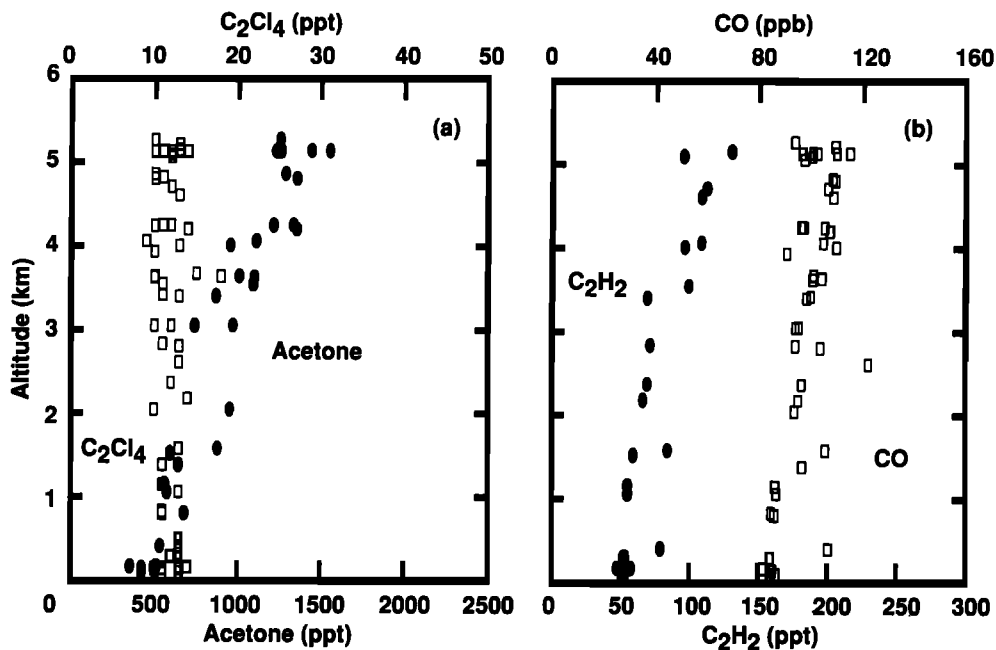 C2Cl4 (ppt)
0 10 20 30 40 50
CO (ppb)
0 40 80 120 160
Altitude (km)
6
5
4
3
2
1
0
(a)
Acetone
C2Cl4
0 500 1000 1500 2000 2500
Acetone (ppt)
(b)
C2H2
CO
0 50 100 150 200 250 300
C2H2 (ppt)